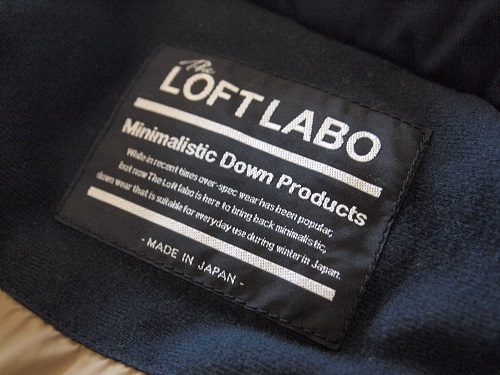 The
LOFT LABO
Minimalistic Down Products
While in recent times over-spec wear has been popular,
but now The Loft labo is here to bring back minimalistic,
down wear that is suitable for everyday use during winter in Japan.
- MADE IN JAPAN -